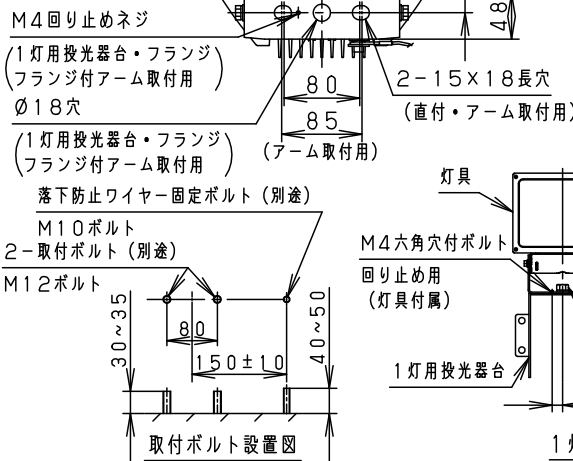 M4回り止めネジ
(1灯用投光器台・フランジ
フランジ付アーム取付用)
Ø18穴
(1灯用投光器台・フランジ
フランジ付アーム取付用)
48
80
85
(アーム取付用)
2-15×18長穴
(直付・アーム取付用)
落下防止ワイヤー固定ボルト(別途)
M10ボルト
2-取付ボルト(別途)
M12ボルト
30~35
80
150±10
40~50
取付ボルト設置図
灯具
M4六角穴付ボルト
回り止め用
(灯具付属)
1灯用投光器台
1